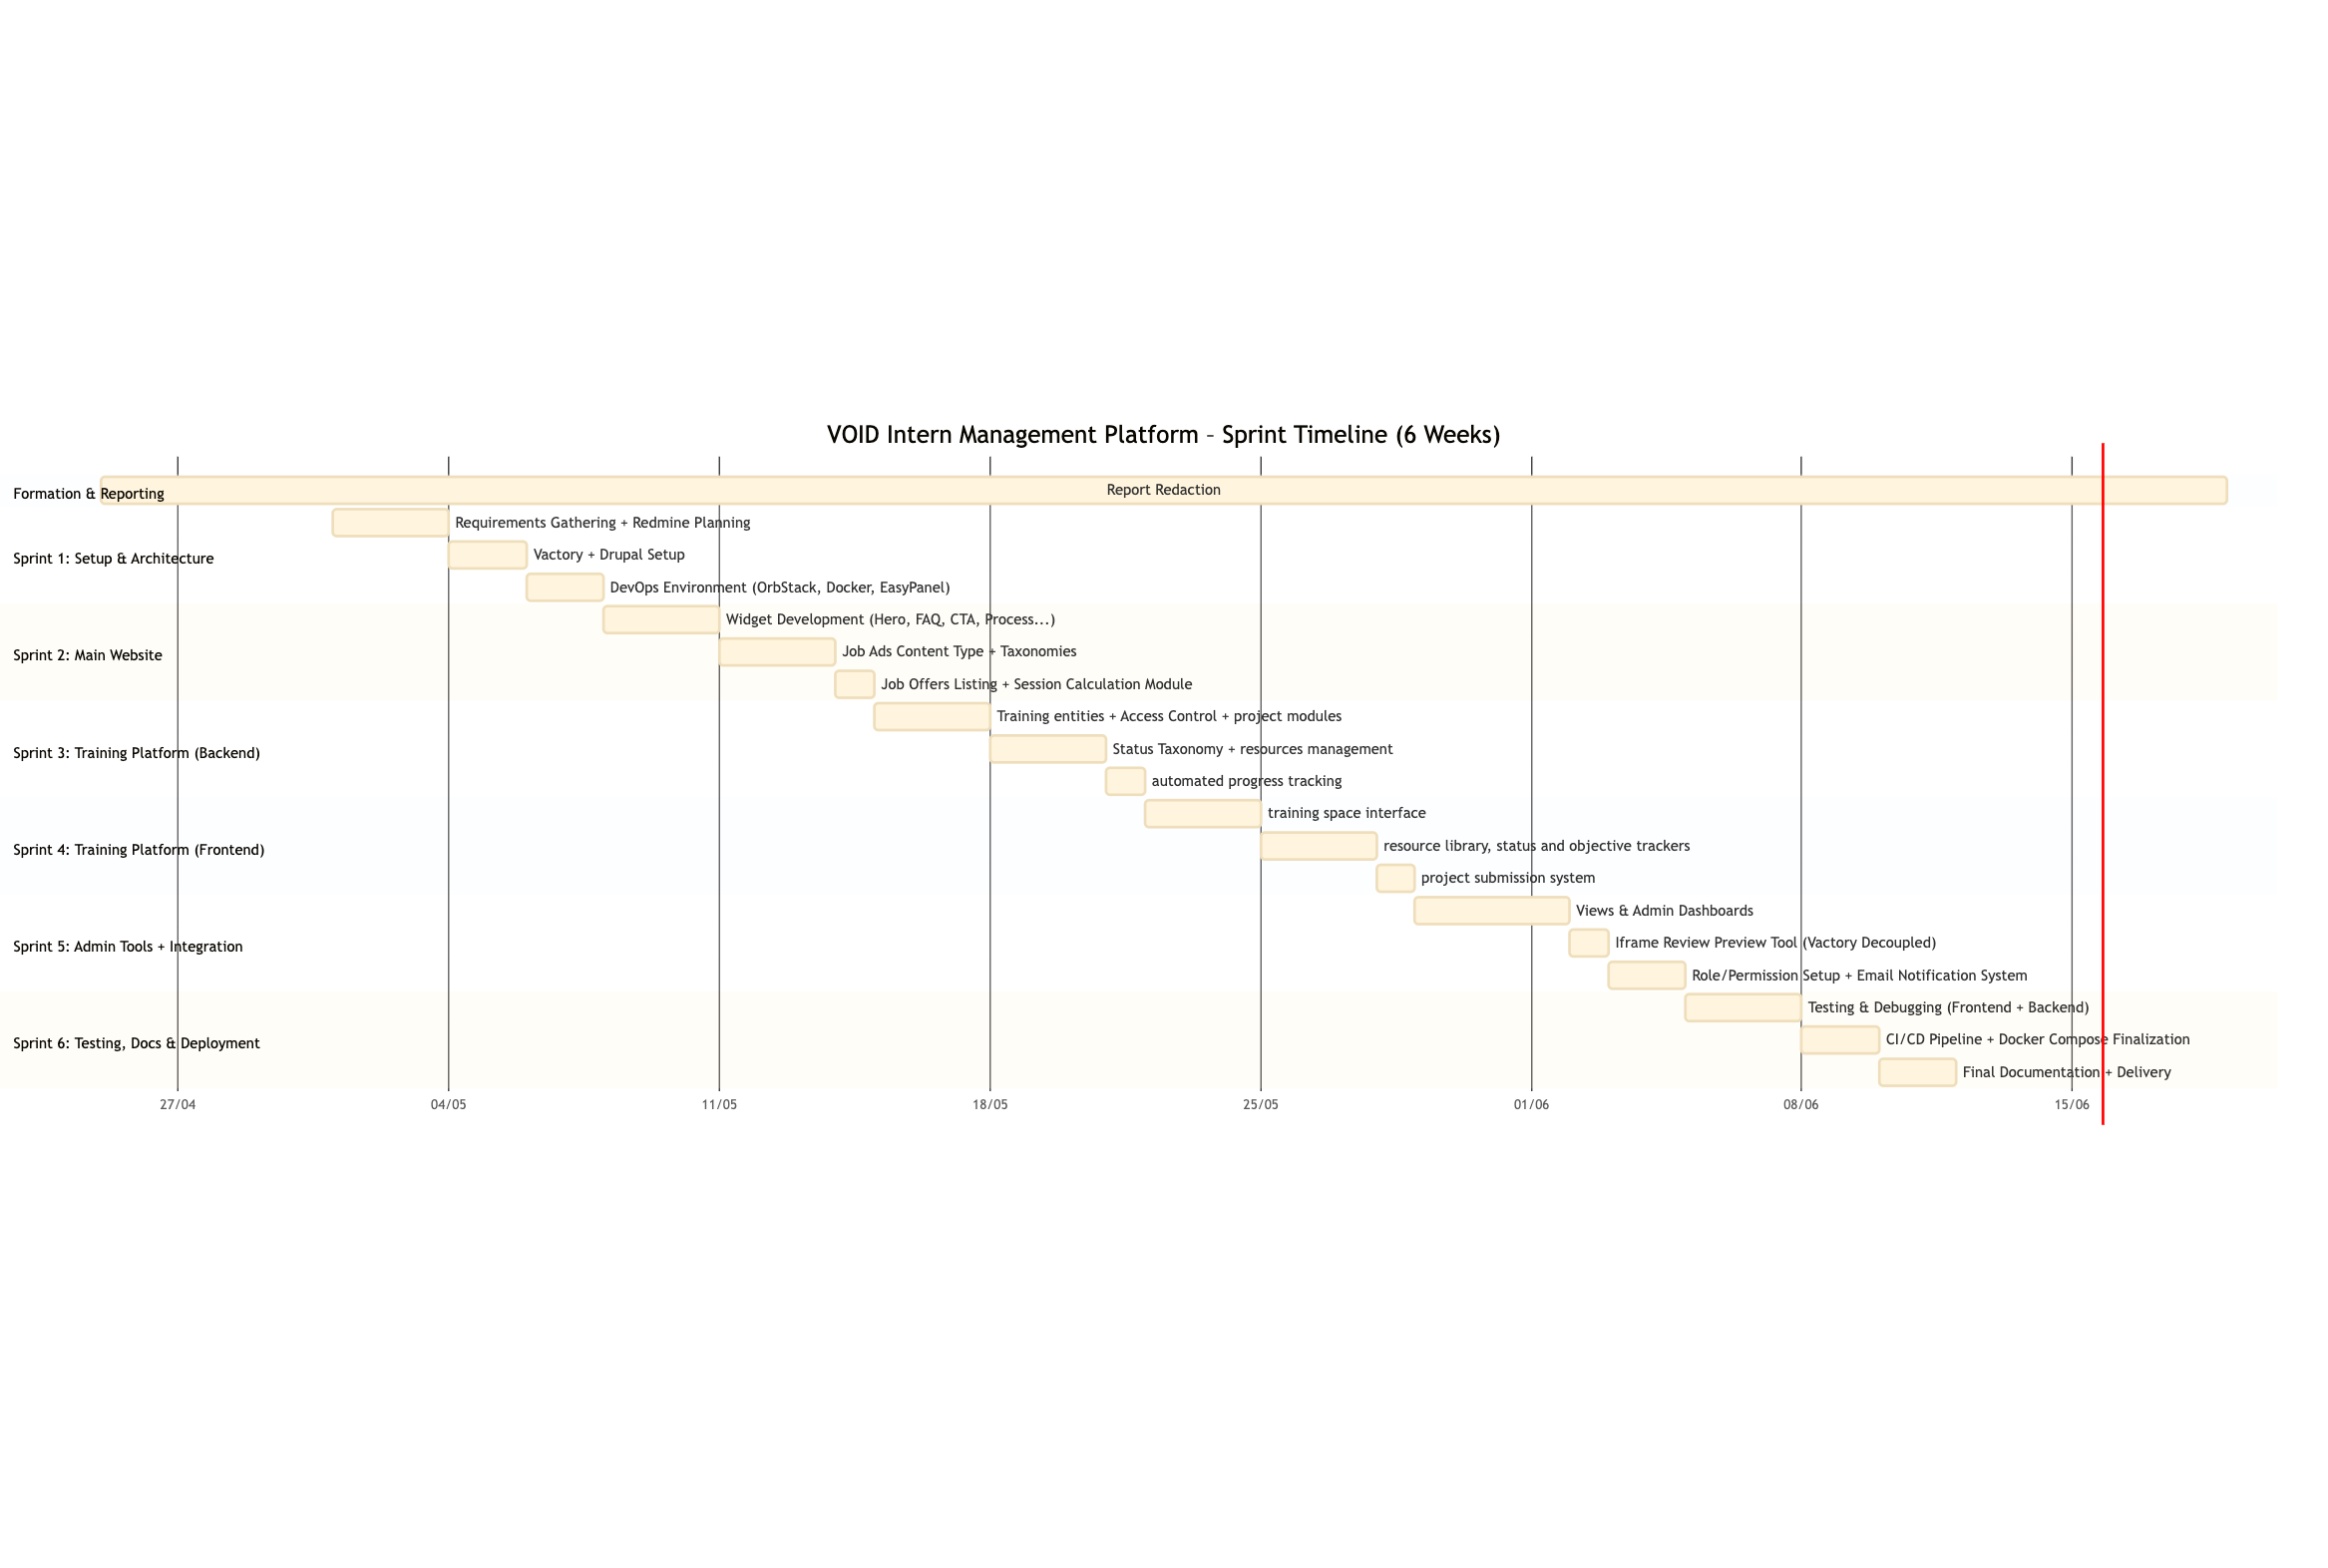 VOID Intern Management Platform – Sprint Timeline (6 Weeks)
Formation & Reporting
Report Redaction
Requirements Gathering + Redmine Planning
Sprint 1: Setup & Architecture
Vactory + Drupal Setup
DevOps Environment (OrbStack, Docker, EasyPanel)
Widget Development (Hero, FAQ, CTA, Process...)
Sprint 2: Main Website
Job Ads Content Type + Taxonomies
Job Offers Listing + Session Calculation Module
Training entities + Access Control + project modules
Sprint 3: Training Platform (Backend)
Status Taxonomy + resources management
automated progress tracking
training space interface
Sprint 4: Training Platform (Frontend)
resource library, status and objective trackers
project submission system
Views & Admin Dashboards
Sprint 5: Admin Tools + Integration
Iframe Review Preview Tool (Vactory Decoupled)
Role/Permission Setup + Email Notification System
Testing & Debugging (Frontend + Backend)
Sprint 6: Testing, Docs & Deployment
CI/CD Pipeline + Docker Compose Finalization
Final Documentation + Delivery
27/04 04/05 11/05 18/05 25/05 01/06 08/06 15/06